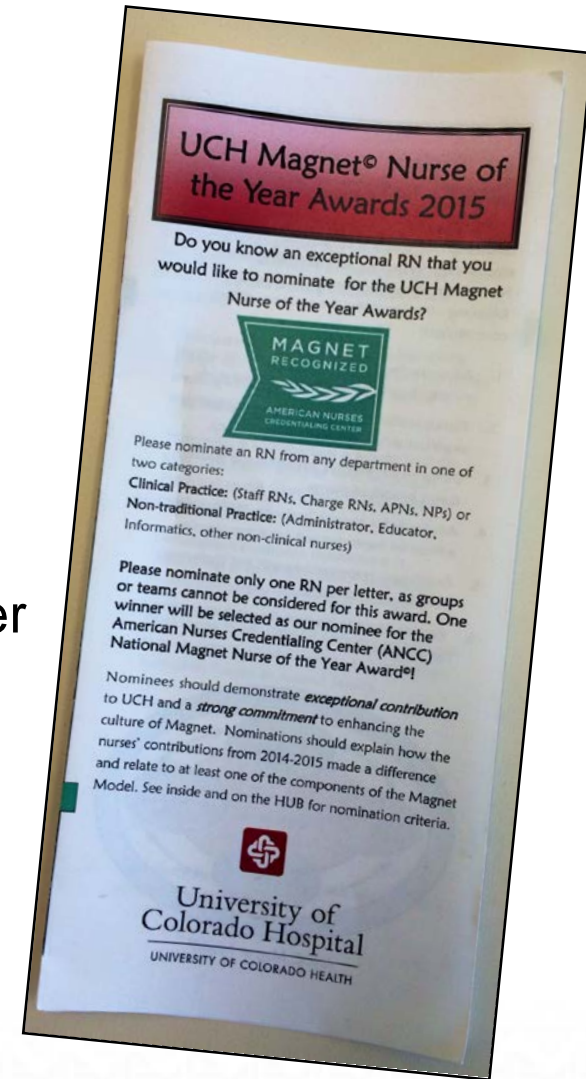 UCH Magnet© Nurse of
the Year Awards 2015
Do you know an exceptional RN that you
would like to nominate for the UCH Magnet
Nurse of the Year Awards?
MAGNET
RECOGNIZED
AMERICAN NURSES
CREDENTIALING CENTER
Please nominate an RN from any department in one of
two categories:
Clinical Practice: (Staff RNs, Charge RNs, APNs, NPs) or
Non-traditional Practice: (Administrator, Educator,
Informatics, other non-clinical nurses)
Please nominate only one RN per letter, as groups
or teams cannot be considered for this award. One
winner will be selected as our nominee for the
American Nurses Credentialing Center (ANCC)
National Magnet Nurse of the Year Award©!
Nominees should demonstrate exceptional contribution
to UCH and a strong commitment to enhancing the
culture of Magnet. Nominations should explain how the
nurses' contributions from 2014-2015 made a difference
and relate to at least one of the components of the Magnet
Model. See inside and on the HUB for nomination criteria.
University of
Colorado Hospital
UNIVERSITY OF COLORADO HEALTH
er